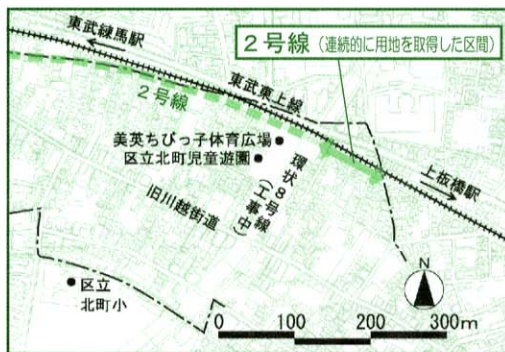 東武練馬駅
2号線（連続的に用地を取得した区間）
東武東上線
2号線
美英ちびっ子体育広場
区立北町児童遊園
環状8号線（工事中）
上板橋駅
旧川越街道
区立
北町小
N
0 100 200 300m